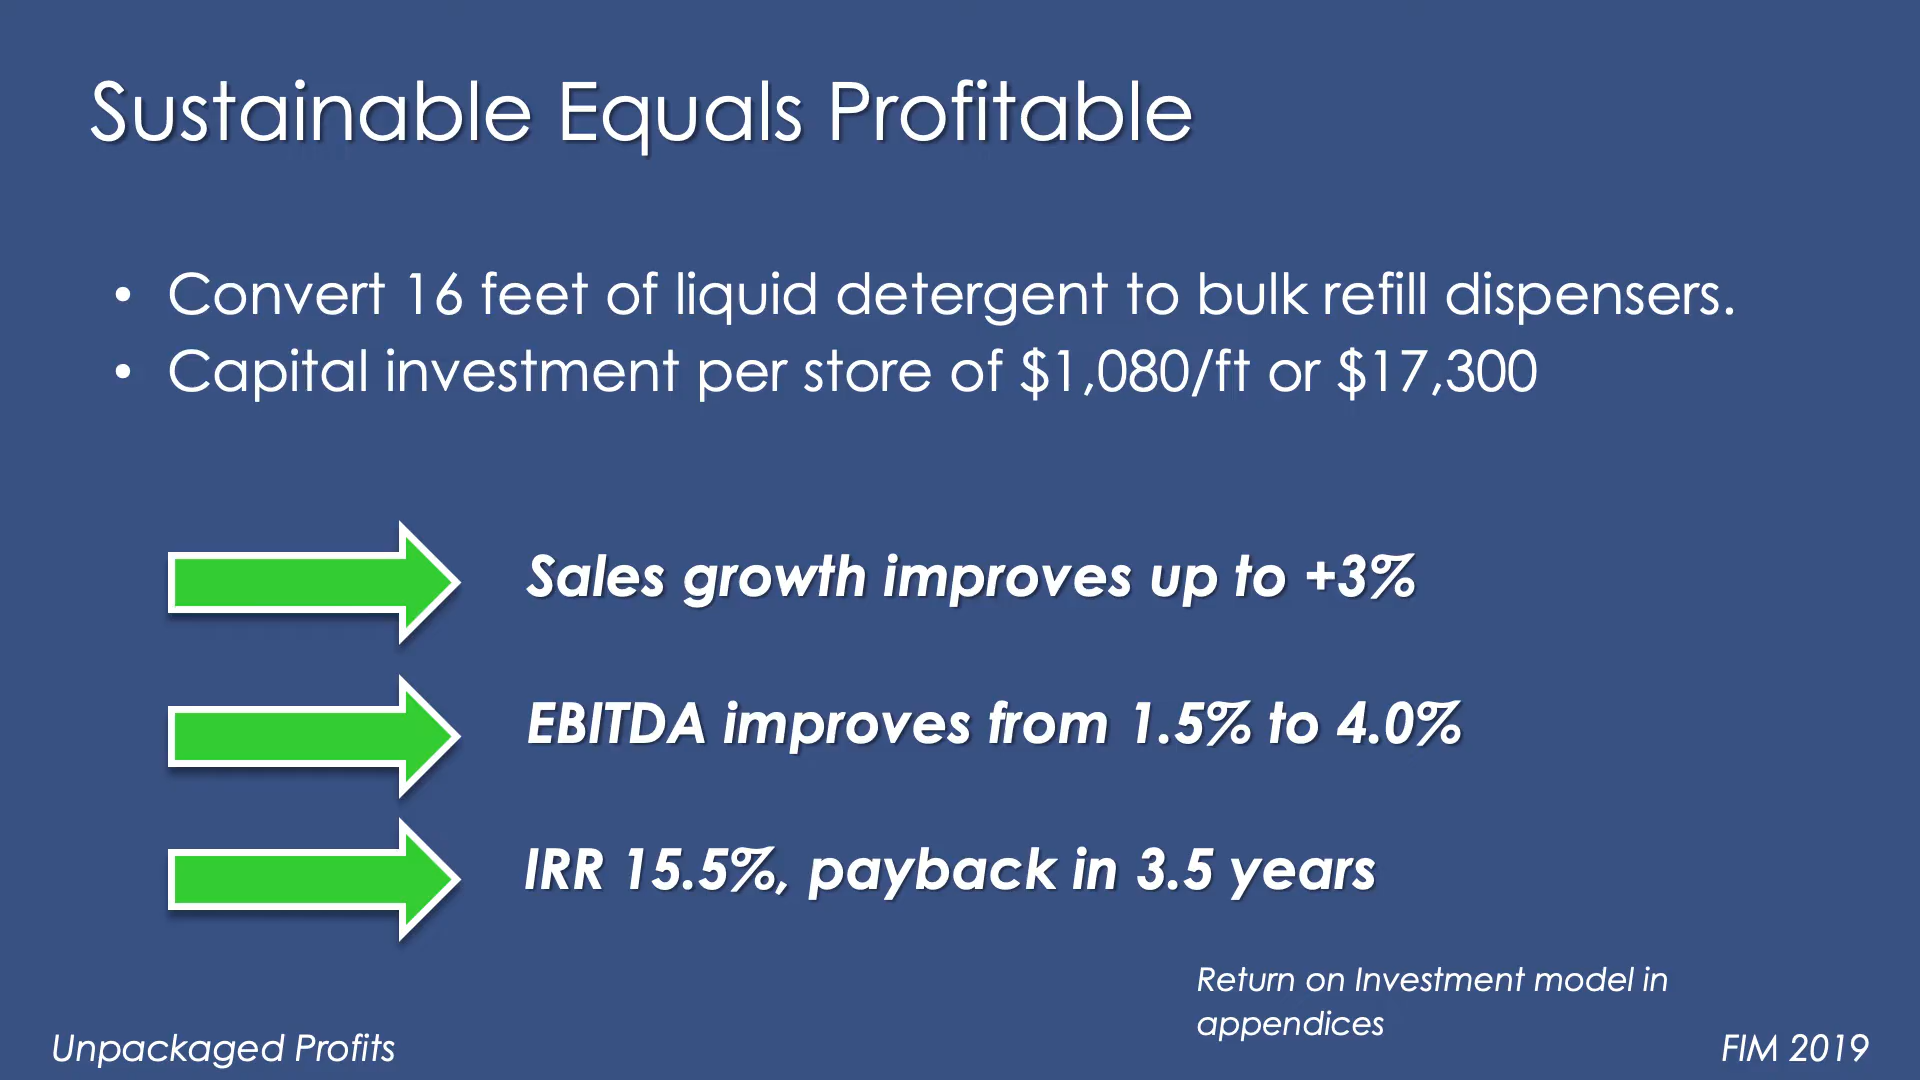 Sustainable Equals Profitable
• Convert 16 feet of liquid detergent to bulk refill dispensers.
• Capital investment per store of $1,080/ft or $17,300
Sales growth improves up to +3%
EBITDA improves from 1.5% to 4.0%
IRR 15.5%, payback in 3.5 years
Return on Investment model in
appendices
Unpackaged Profits
FIM 2019